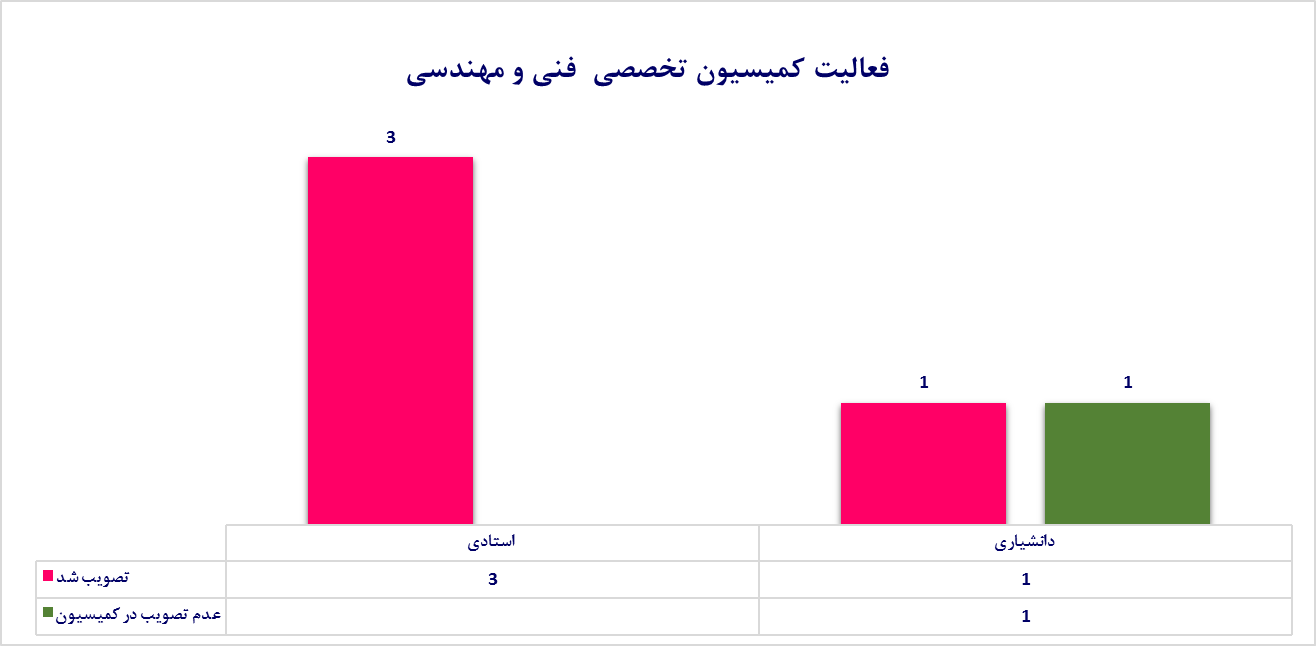 فعالیت کمیسیون تخصصی فنی و مهندسی
3
1 1
استادی دانشیاری
تصویب شد 3 1
عدم تصویب در کمیسیون 1